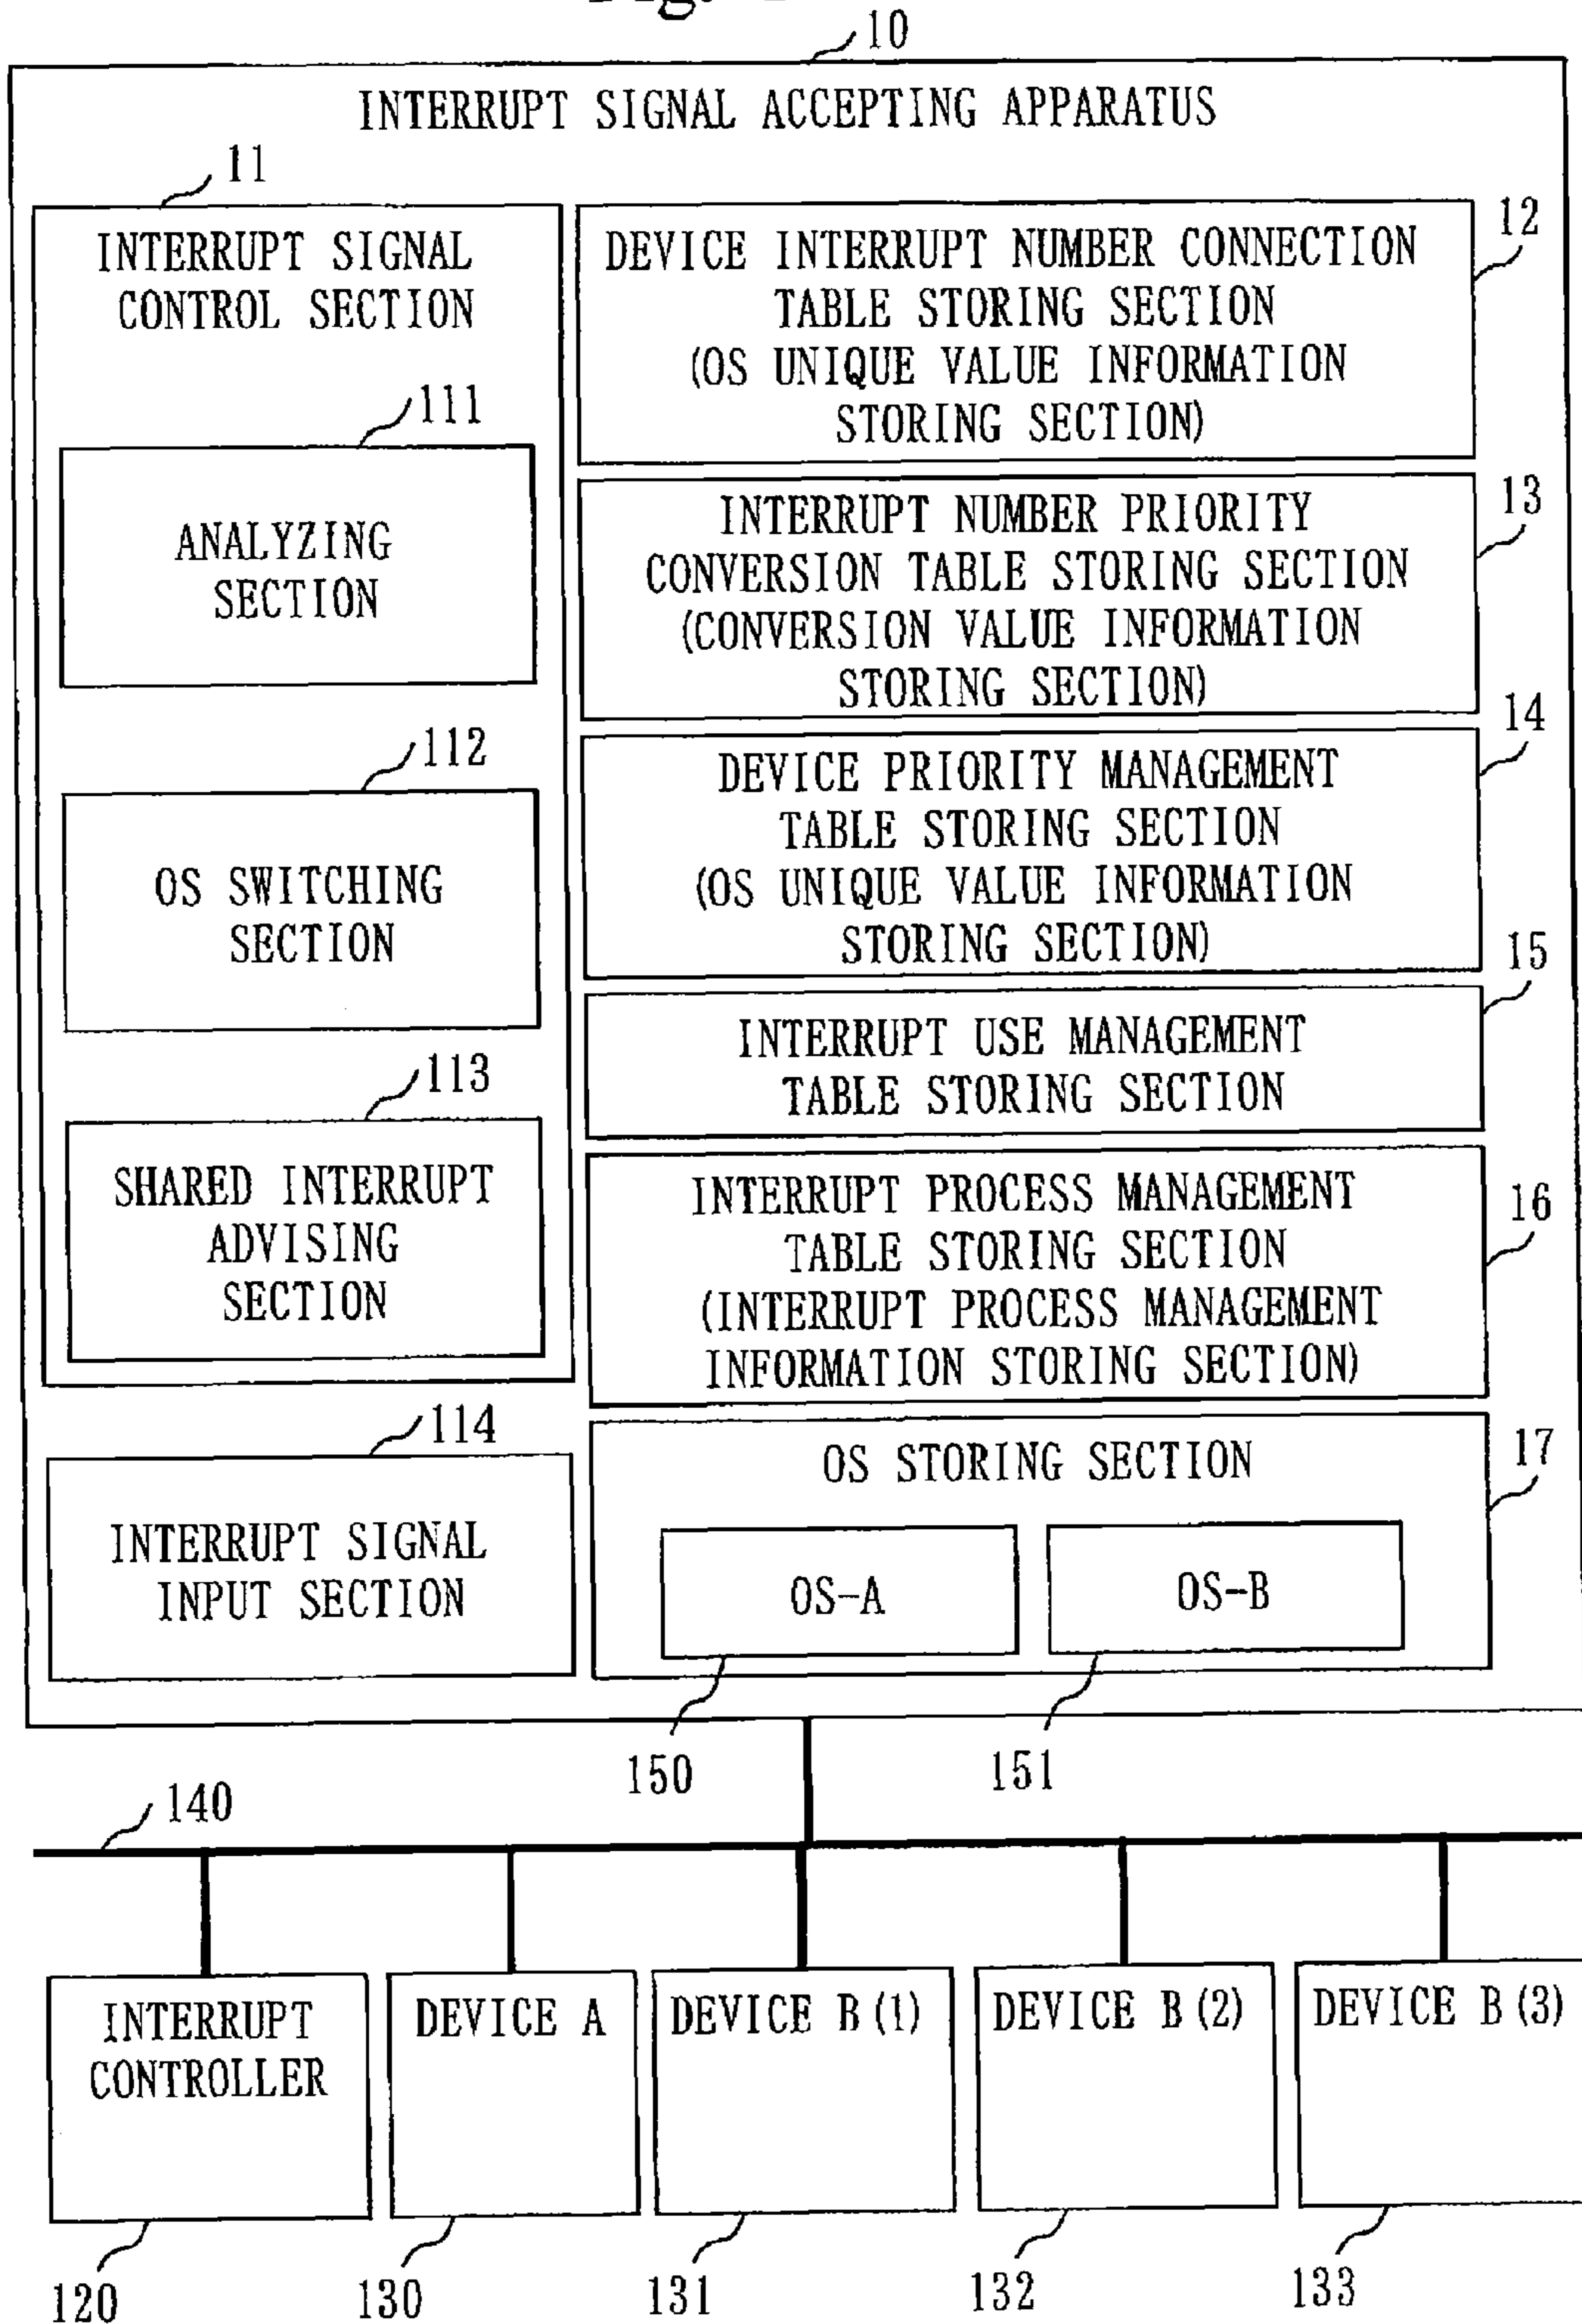 10
INTERRUPT SIGNAL ACCEPTING APPARATUS
11
INTERRUPT SIGNAL
CONTROL SECTION
111
ANALYZING
SECTION
112
OS SWITCHING
SECTION
113
SHARED INTERRUPT
ADVISING
SECTION
114
INTERRUPT SIGNAL
INPUT SECTION
12
DEVICE INTERRUPT NUMBER CONNECTION
TABLE STORING SECTION
(OS UNIQUE VALUE INFORMATION
STORING SECTION)
13
INTERRUPT NUMBER PRIORITY
CONVERSION TABLE STORING SECTION
(CONVERSION VALUE INFORMATION
STORING SECTION)
14
DEVICE PRIORITY MANAGEMENT
TABLE STORING SECTION
(OS UNIQUE VALUE INFORMATION
STORING SECTION)
15
INTERRUPT USE MANAGEMENT
TABLE STORING SECTION
16
INTERRUPT PROCESS MANAGEMENT
TABLE STORING SECTION
(INTERRUPT PROCESS MANAGEMENT
INFORMATION STORING SECTION)
17
OS STORING SECTION
OS-A
OS-B
150
151
140
INTERRUPT
CONTROLLER
DEVICE A
DEVICE B(1)
DEVICE B(2)
DEVICE B(3)
120
130
131
132
133